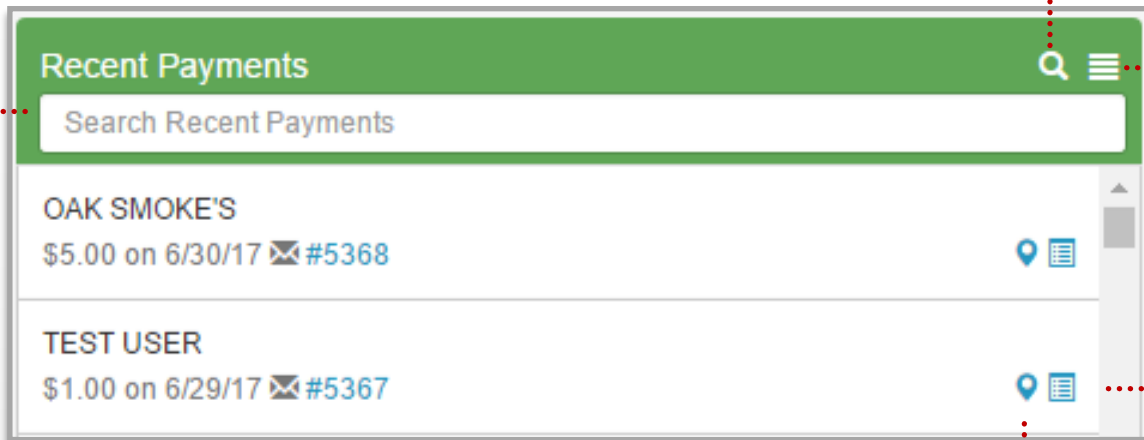 Recent Payments
Search Recent Payments
OAK SMOKE'S
$5.00 on 6/30/17 #5368
TEST USER
$1.00 on 6/29/17 #5367